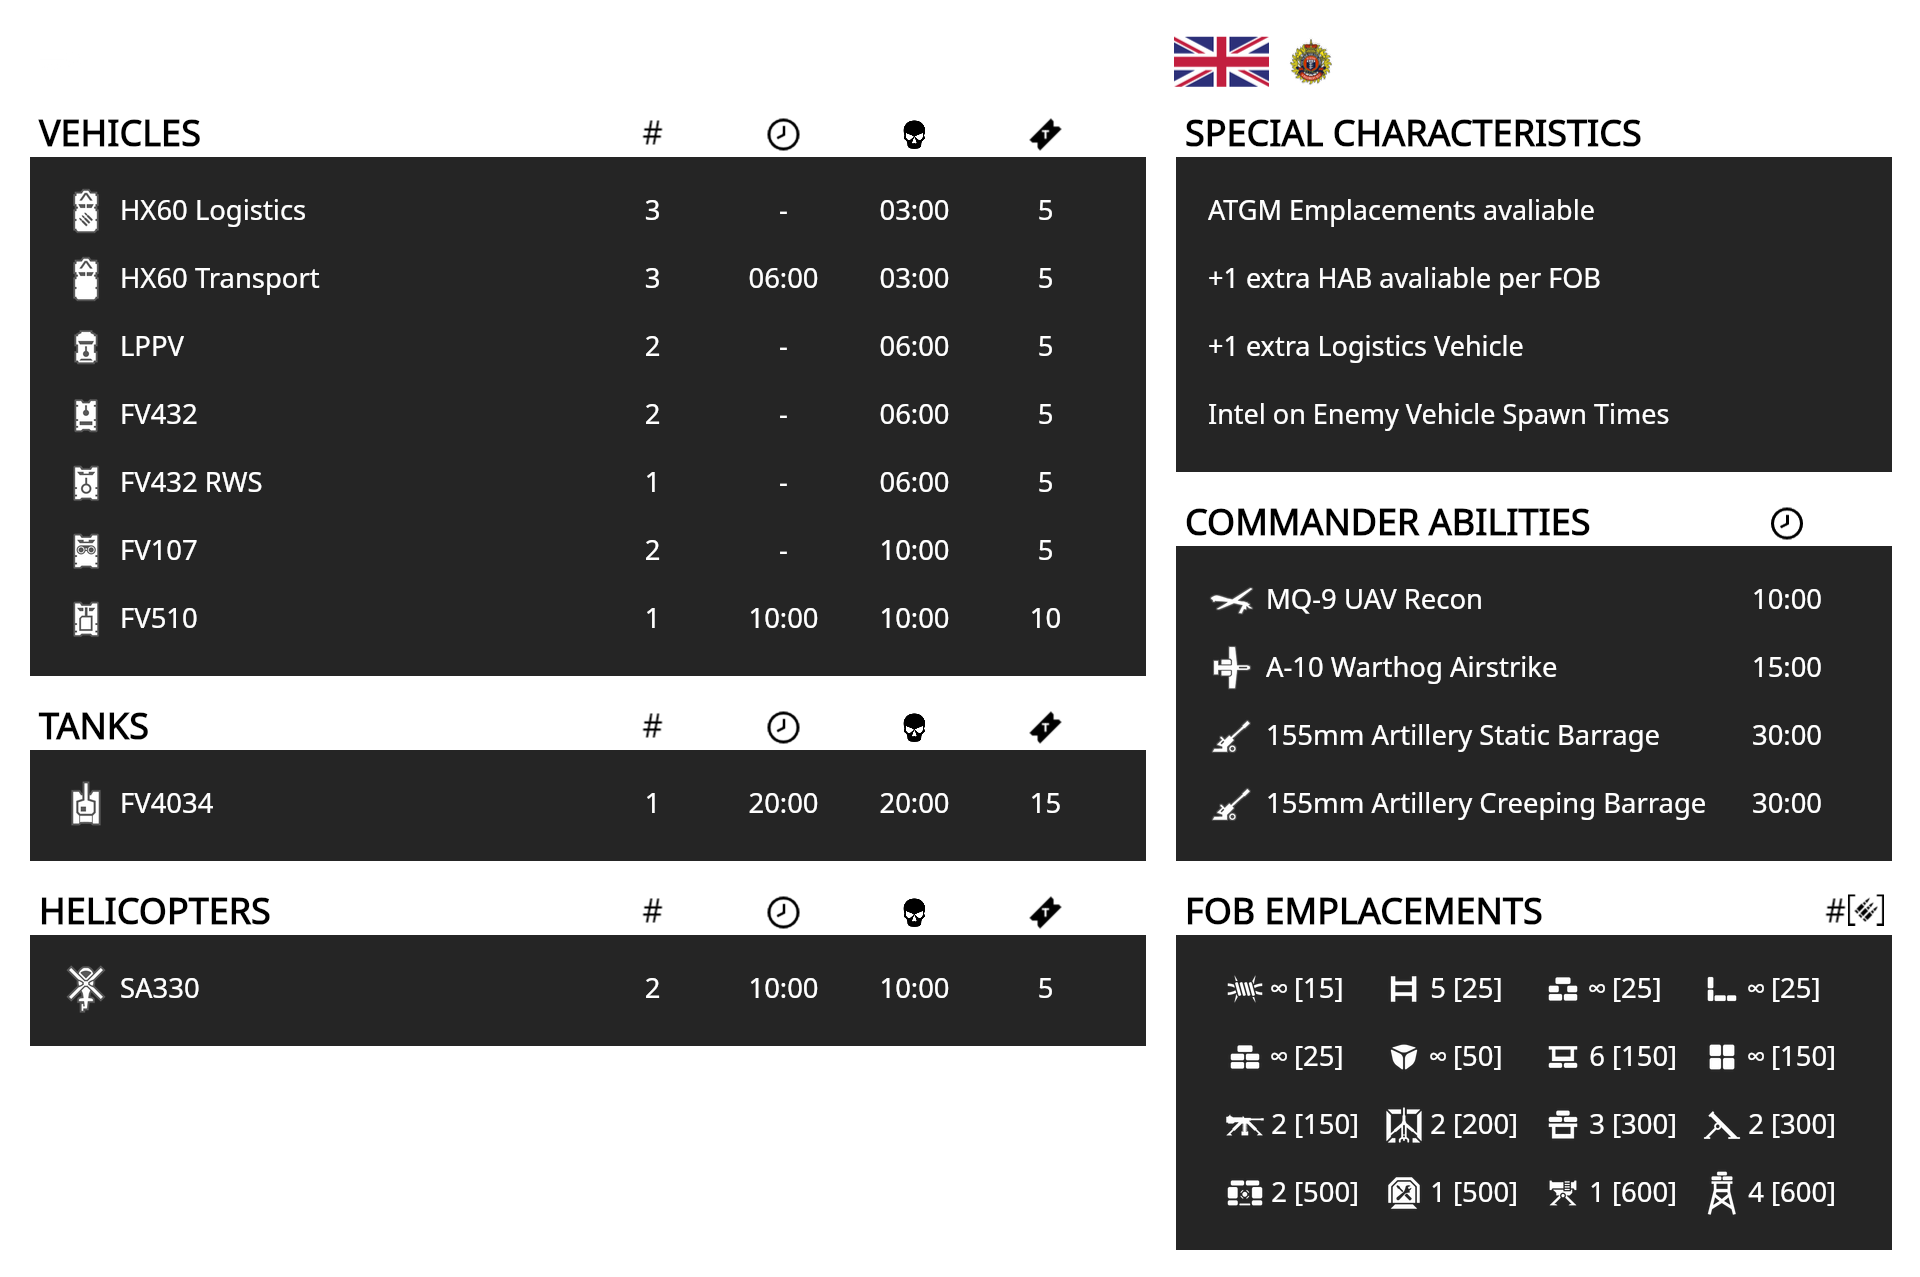 VEHICLES #
HX60 Logistics 3 - 03:00 5
HX60 Transport 3 06:00 03:00 5
LPPV 2 - 06:00 5
FV432 2 - 06:00 5
FV432 RWS 1 - 06:00 5
FV107 2 - 10:00 5
FV510 1 10:00 10:00 10
TANKS #
FV4034 1 20:00 20:00 15
HELICOPTERS #
SA330 2 10:00 10:00 5
SPECIAL CHARACTERISTICS
ATGM Emplacements avaliable
+1 extra HAB avaliable per FOB
+1 extra Logistics Vehicle
Intel on Enemy Vehicle Spawn Times
COMMANDER ABILITIES
MQ-9 UAV Recon 10:00
A-10 Warthog Airstrike 15:00
155mm Artillery Static Barrage 30:00
155mm Artillery Creeping Barrage 30:00
FOB EMPLACEMENTS #[]
∞ [15] 5 [25] ∞ [25] ∞ [25]
∞ [25] ∞ [50] 6 [150] ∞ [150]
2 [150] 2 [200] 3 [300] 2 [300]
2 [500] 1 [500] 1 [600] 4 [600]